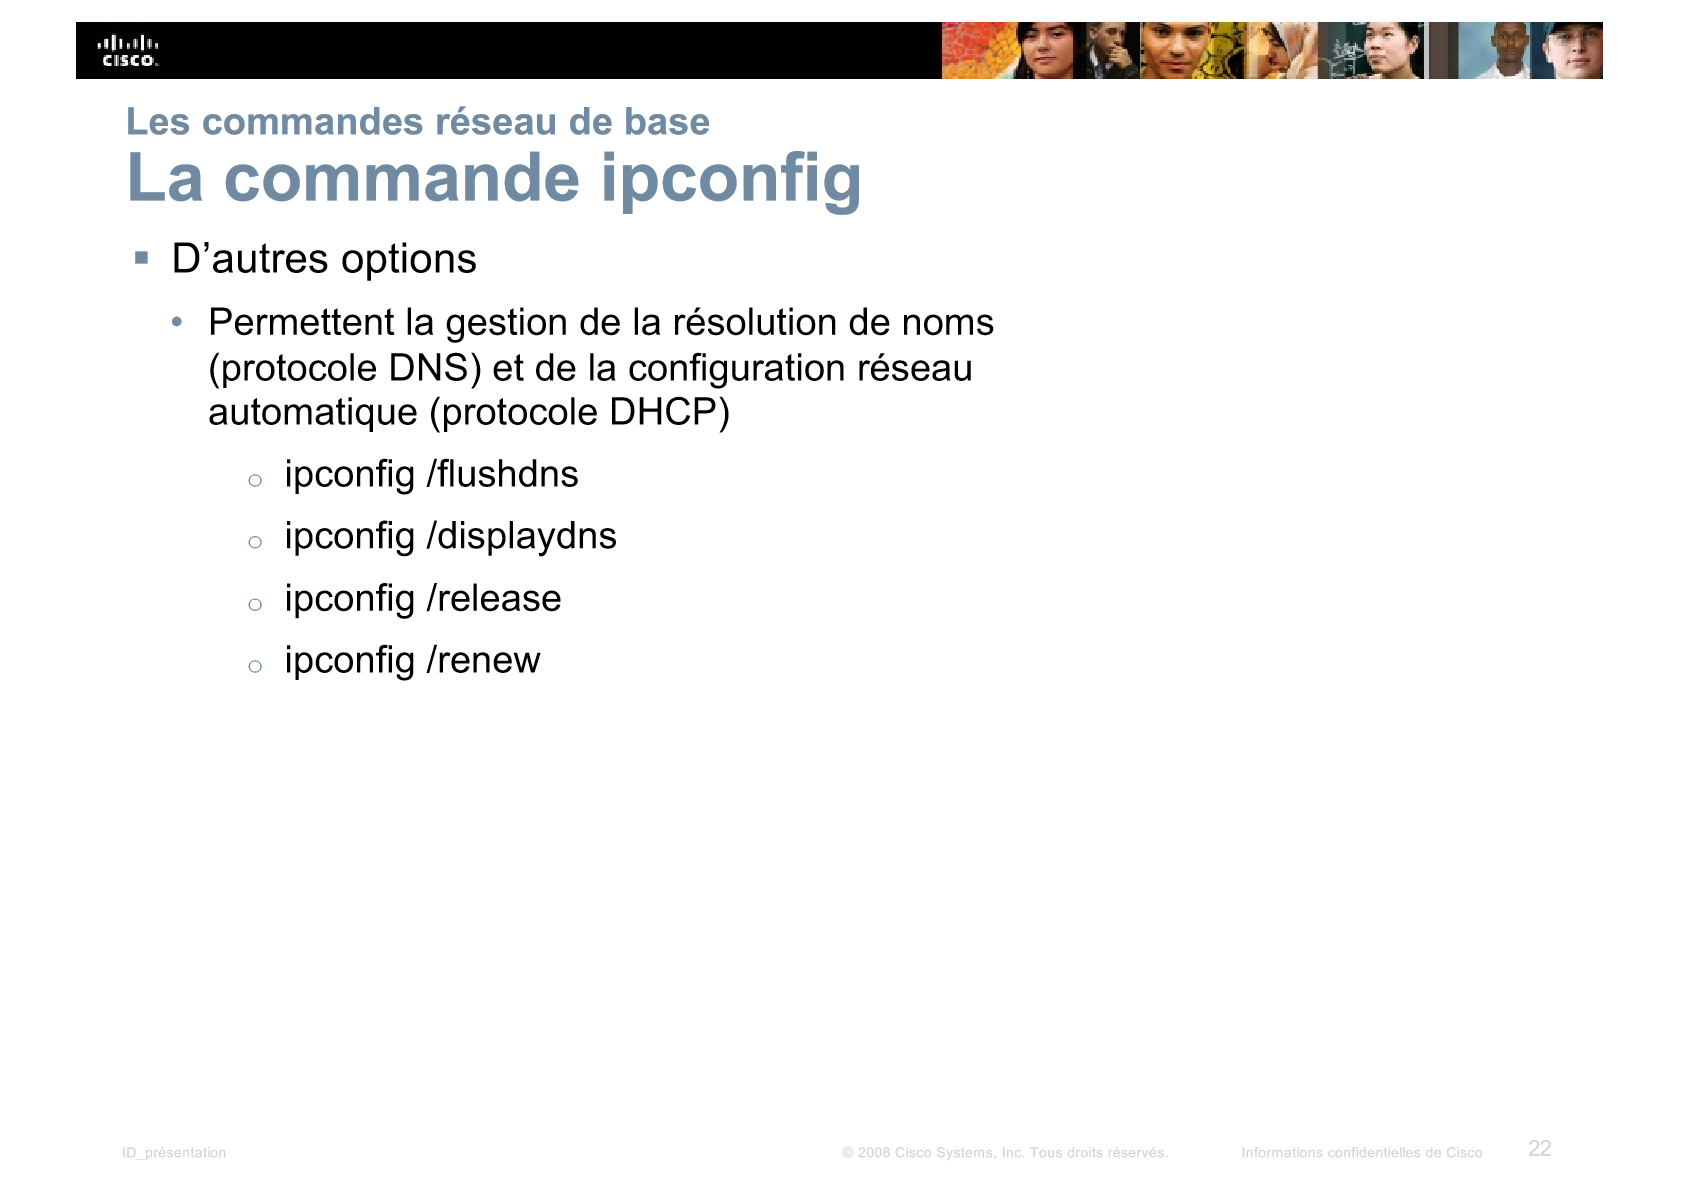 CISCO
Les commandes réseau de base
La commande ipconfig
▪ D’autres options
• Permettent la gestion de la résolution de noms
(protocole DNS) et de la configuration réseau
automatique (protocole DHCP)
o ipconfig /flushdns
o ipconfig /displaydns
o ipconfig /release
o ipconfig /renew
ID_présentation © 2008 Cisco Systems, Inc. Tous droits réservés. Informations confidentielles de Cisco 22